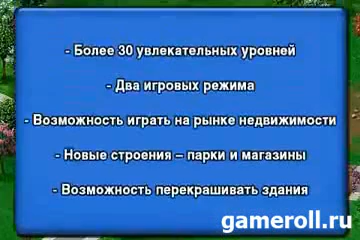 - Более 30 увлекательных уровней
- Два игровых режима
- Возможность играть на рынке недвижимости
- Новые строения – парки и магазины
- Возможность перекрашивать здания
gameroll.ru